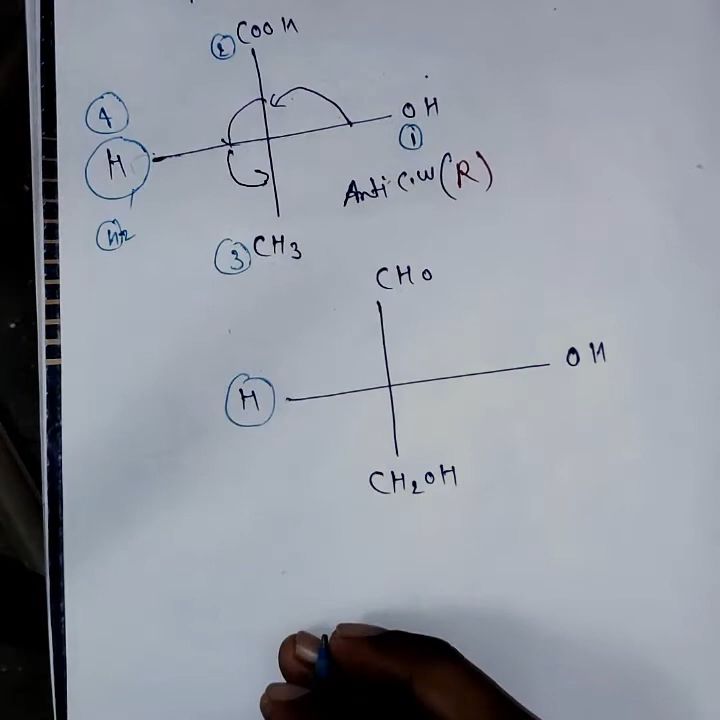 2 COOH
4
H OH
1
Anti C.W (R)
3 CH3
CHO
H OH
CH2OH